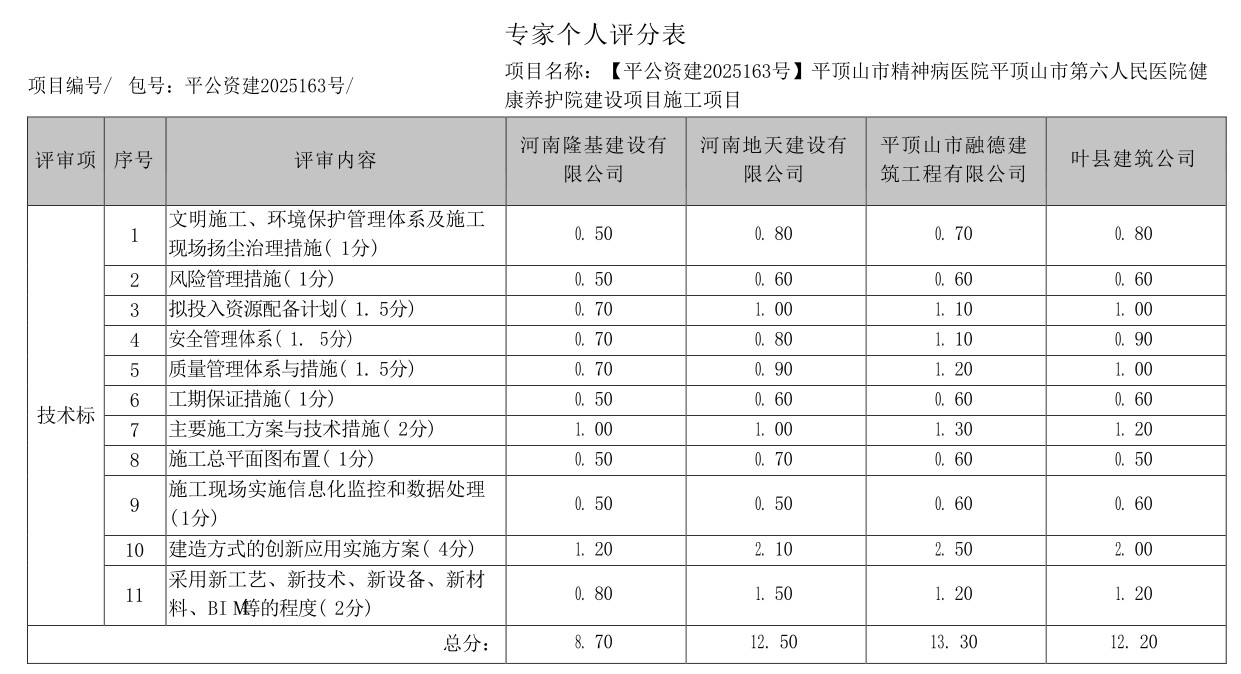 专家个人评分表
项目编号/ 包号：平公资建2025163号/
项目名称：【平公资建2025163号】平顶山市精神病医院平顶山市第六人民医院健
康养护院建设项目施工项目
评审项 序号 评审内容 河南隆基建设有限公司 河南地天建设有限公司 平顶山市融德建筑工程有限公司 叶县建筑公司
技术标
1 文明施工、环境保护管理体系及施工现场扬尘治理措施(1分) 0.50 0.80 0.70 0.80
2 风险管理措施(1分) 0.50 0.60 0.60 0.60
3 拟投入资源配备计划(1.5分) 0.70 1.00 1.10 1.00
4 安全管理体系(1. 5分) 0.70 0.80 1.10 0.90
5 质量管理体系与措施(1.5分) 0.70 0.90 1.20 1.00
6 工期保证措施(1分) 0.50 0.60 0.60 0.60
7 主要施工方案与技术措施(2分) 1.00 1.00 1.30 1.20
8 施工总平面图布置(1分) 0.50 0.70 0.60 0.50
9 施工现场实施信息化监控和数据处理(1分) 0.50 0.50 0.60 0.60
10 建造方式的创新应用实施方案(4分) 1.20 2.10 2.50 2.00
11 采用新工艺、新技术、新设备、新材料、BIM等的程度(2分) 0.80 1.50 1.20 1.20
总分： 8.70 12.50 13.30 12.20